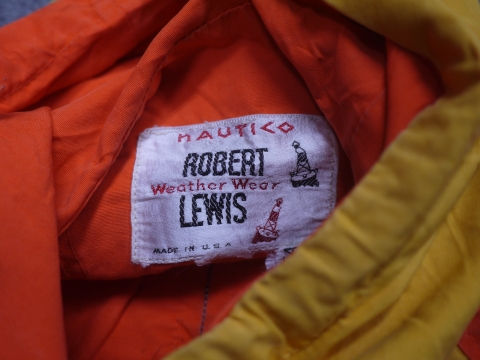 NAUTICO
ROBERT
Weather Wear
LEWIS
MADE IN U.S.A